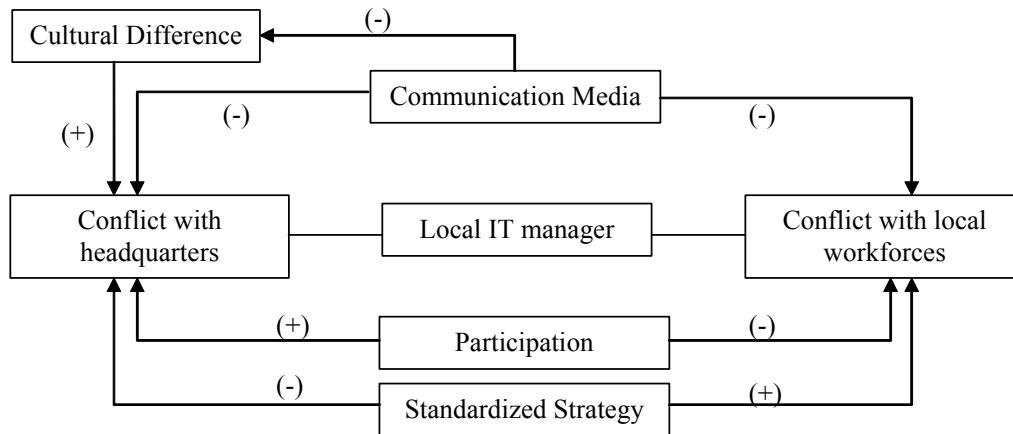 (-)
Cultural Difference
Communication Media
(-)
(-)
(+)
Conflict with
headquarters
Local IT manager
Conflict with local
workforces
(+)
Participation
(-)
(-)
Standardized Strategy
(+)